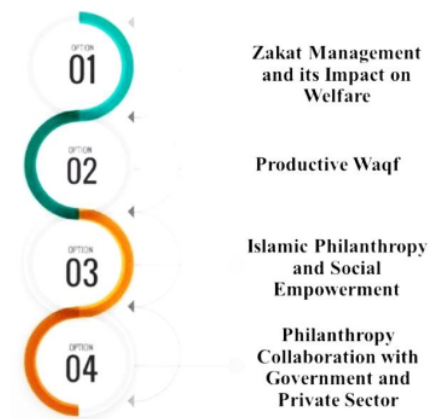 OPTION
01
Zakat Management
and its Impact on
Welfare
OPTION
02
Productive Waqf
OPTION
03
Islamic Philanthropy
and Social
Empowerment
OPTION
04
Philanthropy
Collaboration with
Government and
Private Sector